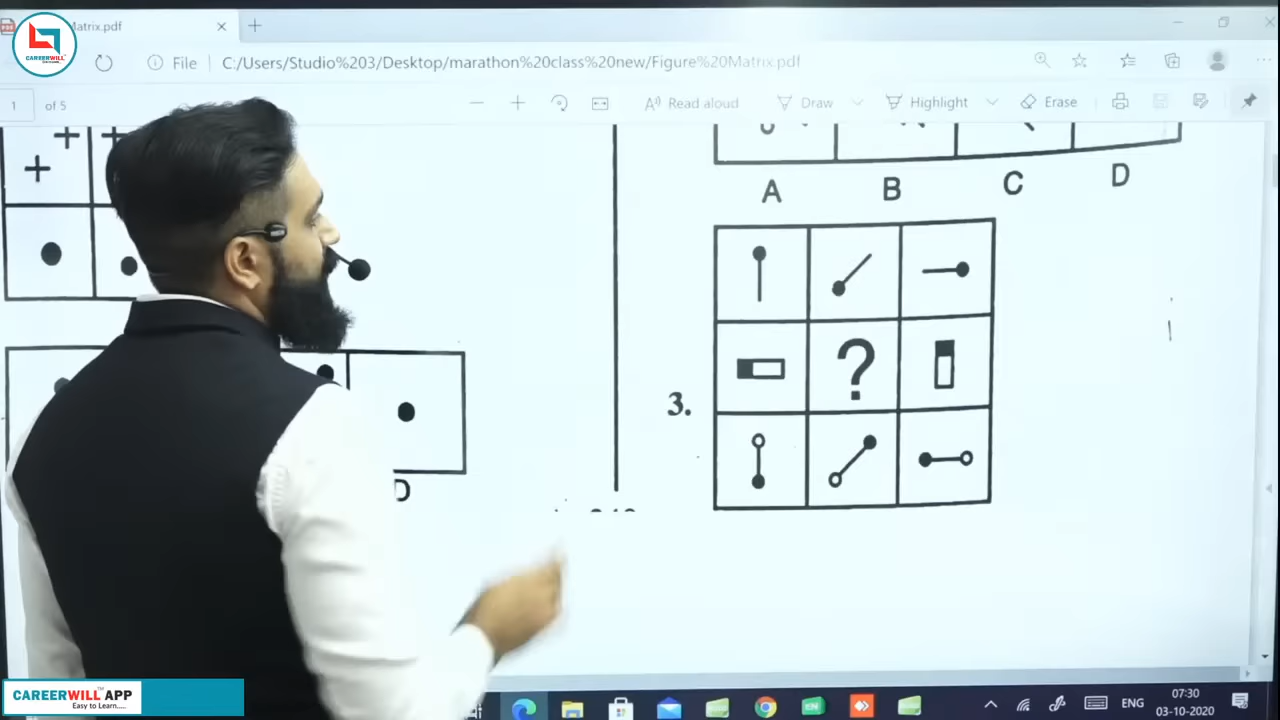 Matrix.pdf
CAREERWILL
File C:/Users/Studio%203/Desktop/marathon%20class%20new/Figure%20Matrix.pdf
1 of 5 Read aloud Draw Highlight Erase
A B C D
?
3.
D
CAREERWILL APP
Easy to Learn.....
ENG
07:30
03-10-2020